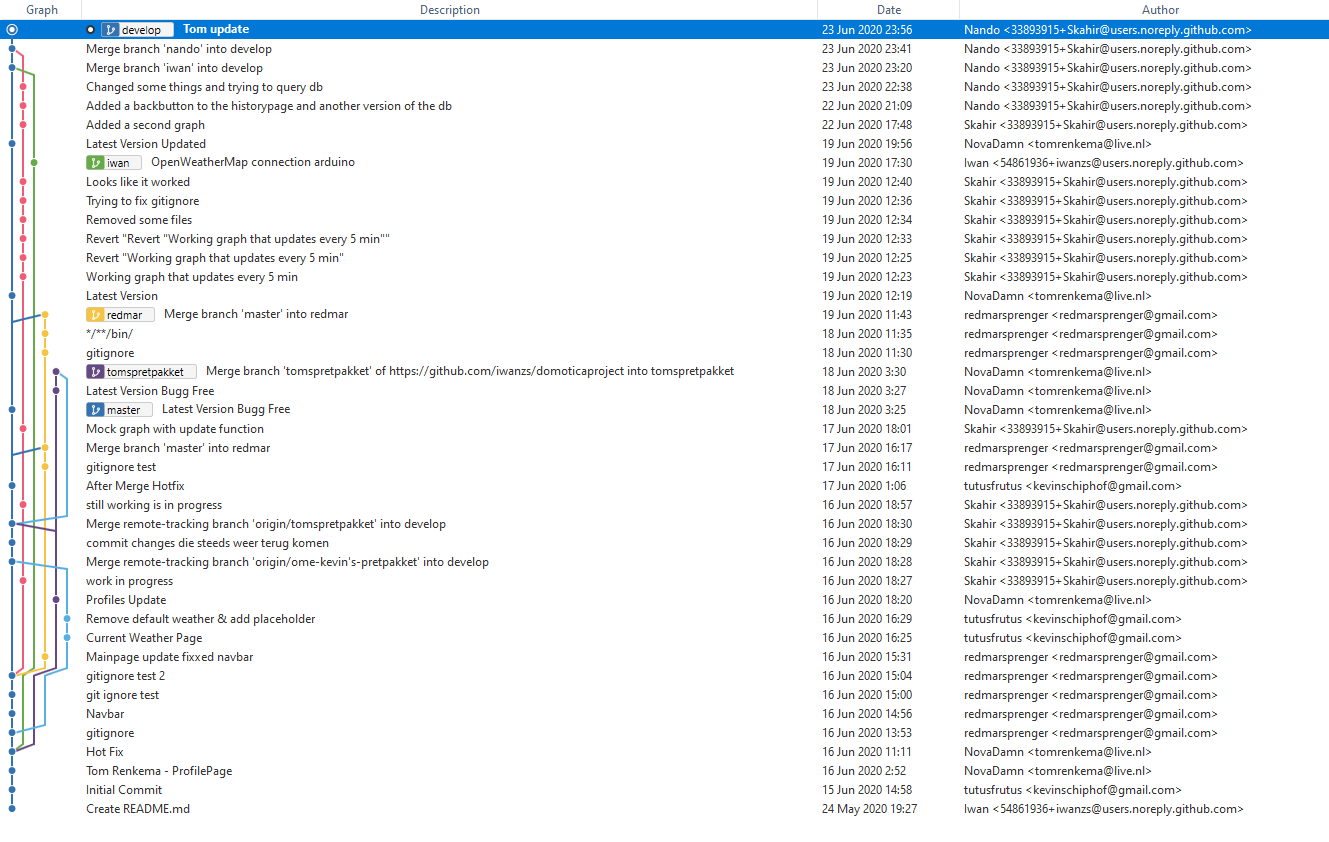 Graph Description Date Author
develop Tom update 23 Jun 2020 23:56 Nando <33893915+Skahir@users.noreply.github.com>
Merge branch 'nando' into develop 23 Jun 2020 23:41 Nando <33893915+Skahir@users.noreply.github.com>
Merge branch 'iwan' into develop 23 Jun 2020 23:20 Nando <33893915+Skahir@users.noreply.github.com>
Changed some things and trying to query db 23 Jun 2020 22:38 Nando <33893915+Skahir@users.noreply.github.com>
Added a backbutton to the historypage and another version of the db 22 Jun 2020 21:09 Nando <33893915+Skahir@users.noreply.github.com>
Added a second graph 22 Jun 2020 17:48 Skahir <33893915+Skahir@users.noreply.github.com>
Latest Version Updated 19 Jun 2020 19:56 NovaDamn <tomrenkema@live.nl>
iwan OpenWeatherMap connection arduino 19 Jun 2020 17:30 Iwan <54861936+iwanzs@users.noreply.github.com>
Looks like it worked 19 Jun 2020 12:40 Skahir <33893915+Skahir@users.noreply.github.com>
Trying to fix gitignore 19 Jun 2020 12:36 Skahir <33893915+Skahir@users.noreply.github.com>
Removed some files 19 Jun 2020 12:34 Skahir <33893915+Skahir@users.noreply.github.com>
Revert "Revert "Working graph that updates every 5 min"" 19 Jun 2020 12:33 Skahir <33893915+Skahir@users.noreply.github.com>
Revert "Working graph that updates every 5 min" 19 Jun 2020 12:25 Skahir <33893915+Skahir@users.noreply.github.com>
Working graph that updates every 5 min 19 Jun 2020 12:23 Skahir <33893915+Skahir@users.noreply.github.com>
Latest Version 19 Jun 2020 12:19 NovaDamn <tomrenkema@live.nl>
redmar Merge branch 'master' into redmar 19 Jun 2020 11:43 redmarsprenger <redmarsprenger@gmail.com>
*/**/bin/ 18 Jun 2020 11:35 redmarsprenger <redmarsprenger@gmail.com>
gitignore 18 Jun 2020 11:30 redmarsprenger <redmarsprenger@gmail.com>
tomspretpakket Merge branch 'tomspretpakket' of https://github.com/iwanzs/domoticaproject into tomspretpakket 18 Jun 2020 3:30 NovaDamn <tomrenkema@live.nl>
Latest Version Bugg Free 18 Jun 2020 3:27 NovaDamn <tomrenkema@live.nl>
master Latest Version Bugg Free 18 Jun 2020 3:25 NovaDamn <tomrenkema@live.nl>
Mock graph with update function 17 Jun 2020 18:01 Skahir <33893915+Skahir@users.noreply.github.com>
Merge branch 'master' into redmar 17 Jun 2020 16:17 redmarsprenger <redmarsprenger@gmail.com>
gitignore test 17 Jun 2020 16:11 redmarsprenger <redmarsprenger@gmail.com>
After Merge Hotfix 17 Jun 2020 1:06 tutusfrutus <kevinschiphof@gmail.com>
still working is in progress 16 Jun 2020 18:57 Skahir <33893915+Skahir@users.noreply.github.com>
Merge remote-tracking branch 'origin/tomspretpakket' into develop 16 Jun 2020 18:30 Skahir <33893915+Skahir@users.noreply.github.com>
commit changes die steeds weer terug komen 16 Jun 2020 18:29 Skahir <33893915+Skahir@users.noreply.github.com>
Merge remote-tracking branch 'origin/ome-kevin's-pretpakket' into develop 16 Jun 2020 18:28 Skahir <33893915+Skahir@users.noreply.github.com>
work in progress 16 Jun 2020 18:27 Skahir <33893915+Skahir@users.noreply.github.com>
Profiles Update 16 Jun 2020 18:20 NovaDamn <tomrenkema@live.nl>
Remove default weather & add placeholder 16 Jun 2020 16:29 tutusfrutus <kevinschiphof@gmail.com>
Current Weather Page 16 Jun 2020 16:25 tutusfrutus <kevinschiphof@gmail.com>
Mainpage update fixxed navbar 16 Jun 2020 15:31 redmarsprenger <redmarsprenger@gmail.com>
gitignore test 2 16 Jun 2020 15:04 redmarsprenger <redmarsprenger@gmail.com>
git ignore test 16 Jun 2020 15:00 redmarsprenger <redmarsprenger@gmail.com>
Navbar 16 Jun 2020 14:56 redmarsprenger <redmarsprenger@gmail.com>
gitignore 16 Jun 2020 13:53 redmarsprenger <redmarsprenger@gmail.com>
Hot Fix 16 Jun 2020 11:11 NovaDamn <tomrenkema@live.nl>
Tom Renkema - ProfilePage 16 Jun 2020 2:52 NovaDamn <tomrenkema@live.nl>
Initial Commit 15 Jun 2020 14:58 tutusfrutus <kevinschiphof@gmail.com>
Create README.md 24 May 2020 19:27 Iwan <54861936+iwanzs@users.noreply.github.com>